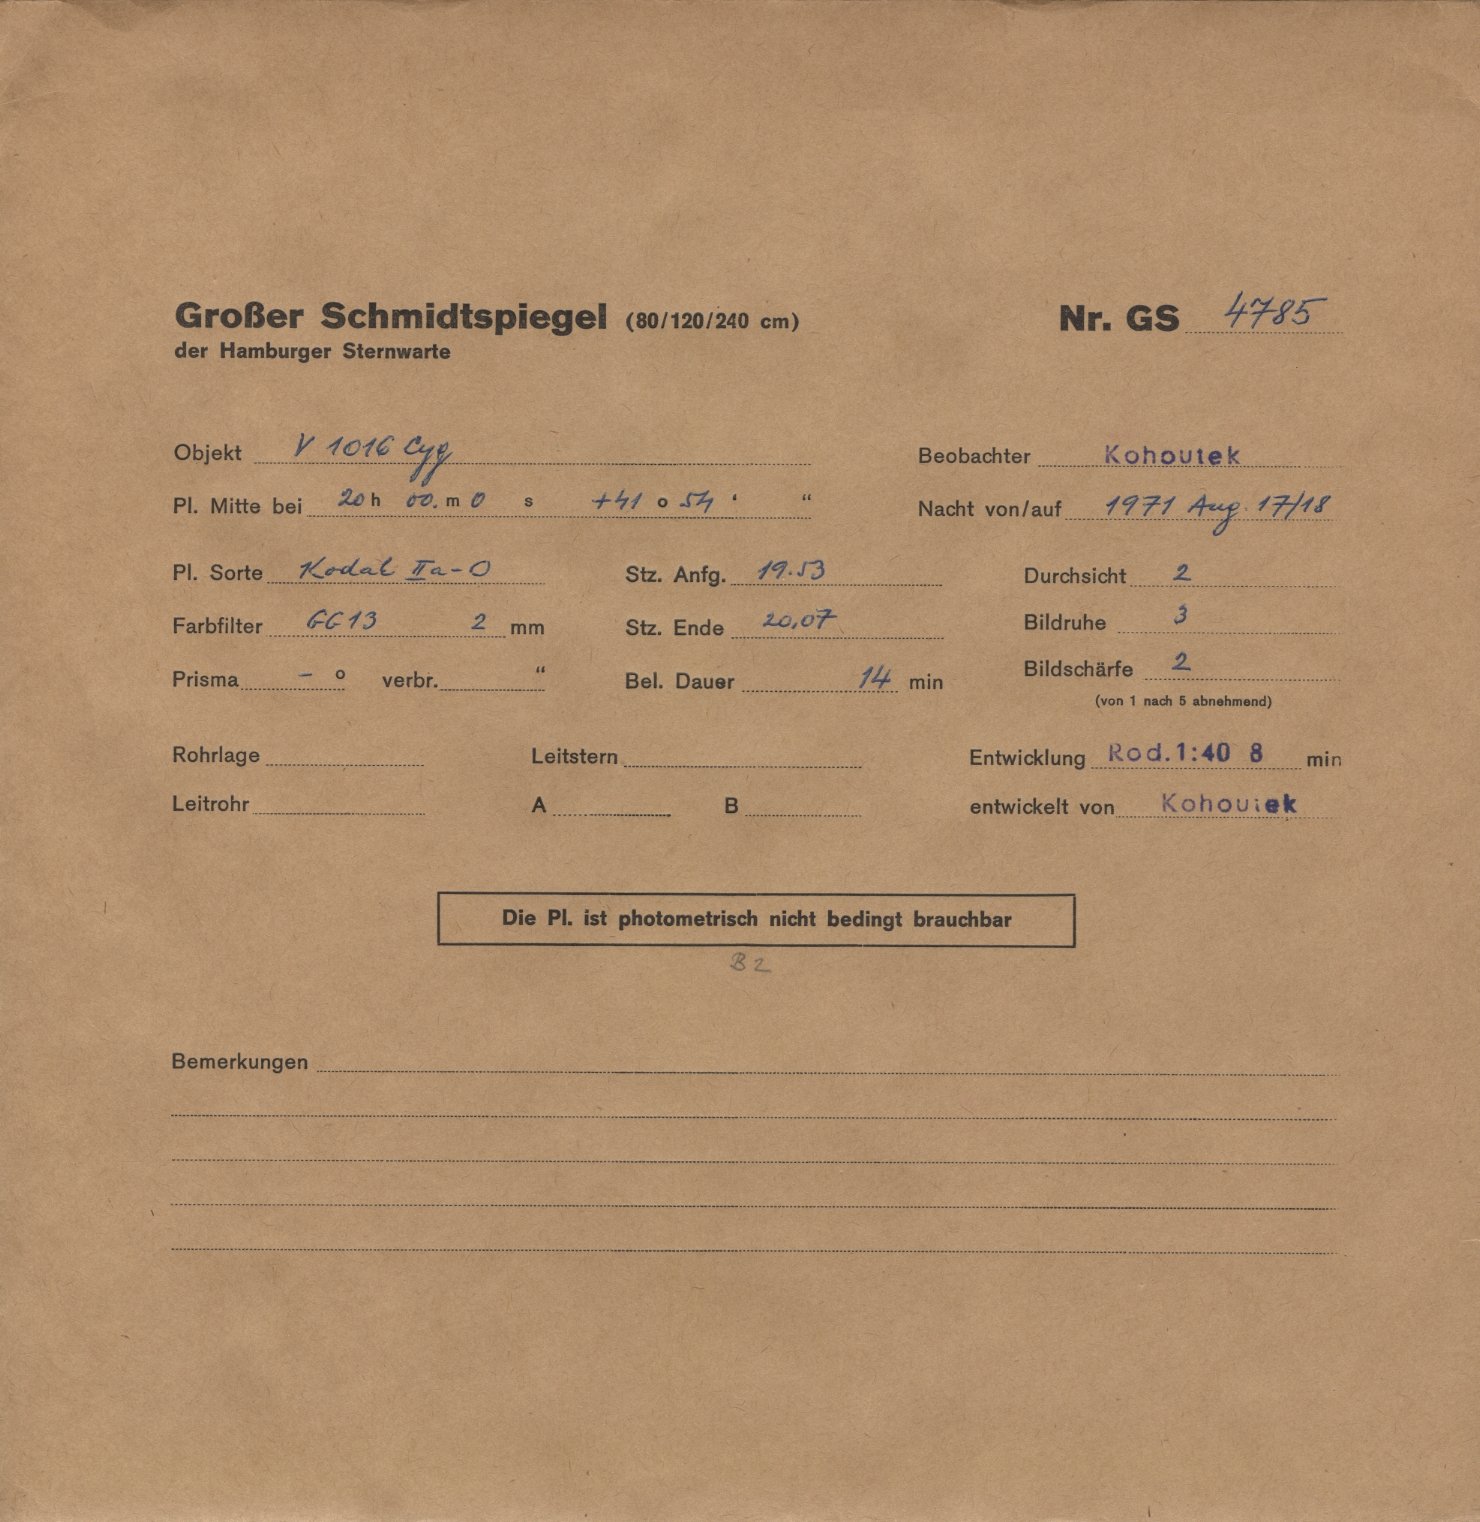 Großer Schmidtspiegel (80/120/240 cm) Nr. GS 4785
der Hamburger Sternwarte
Objekt V 1016 Cyg Beobachter Kohoutek
Pl. Mitte bei 20 h 00. m 0 s +41 o 54 ‘ “ Nacht von/auf 1971 Aug. 17/18
Pl. Sorte Kodak IIa-O Stz. Anfg. 19.53 Durchsicht 2
Farbfilter GG13 2 mm Stz. Ende 20.07 Bildruhe 3
Prisma – o verbr. “ Bel. Dauer 14 min Bildschärfe 2
(von 1 nach 5 abnehmend)
Rohrlage Leitstern Entwicklung Rod.1:40 8 min
Leitrohr A B entwickelt von Kohoutek
Die Pl. ist photometrisch nicht bedingt brauchbar
B 2
Bemerkungen